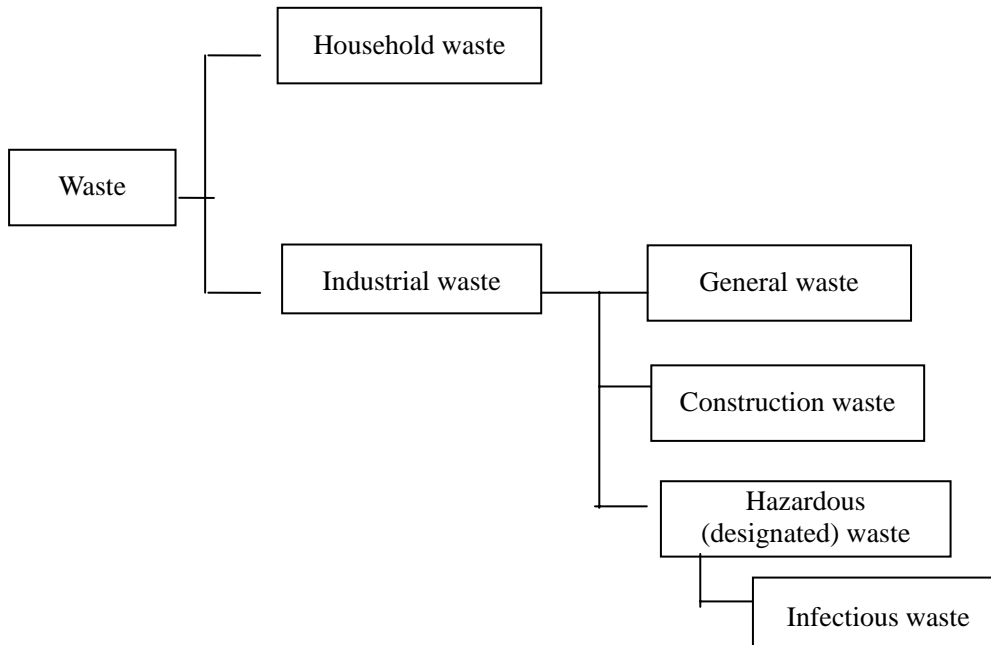 Household waste
Waste
Industrial waste
General waste
Construction waste
Hazardous
(designated) waste
Infectious waste